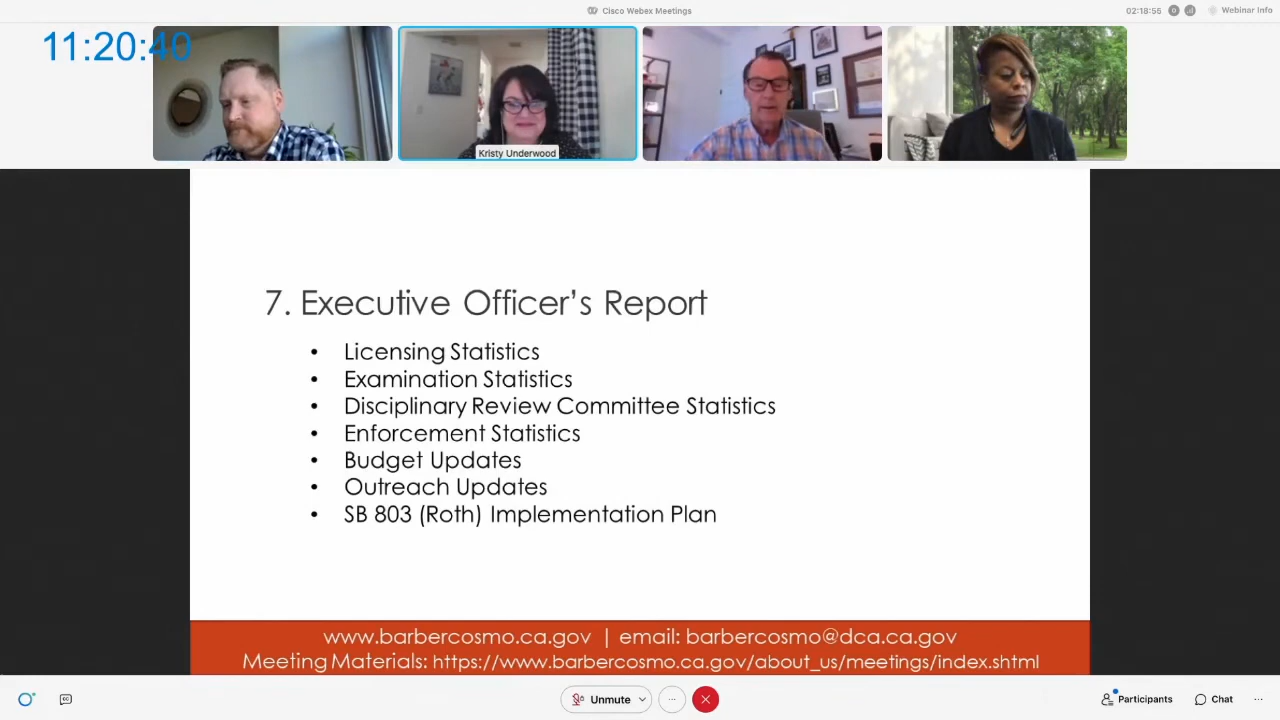 Cisco Webex Meetings
02:18:56
Webinar Info
11:20:40
Kristy Underwood
7. Executive Officer's Report
• Licensing Statistics
• Examination Statistics
• Disciplinary Review Committee Statistics
• Enforcement Statistics
• Budget Updates
• Outreach Updates
• SB 803 (Roth) Implementation Plan
www.barbercosmo.ca.gov | email: barbercosmo@dca.ca.gov
Meeting Materials: https://www.barbercosmo.ca.gov/about_us/meetings/index.shtml
Unmute
Participants
Chat